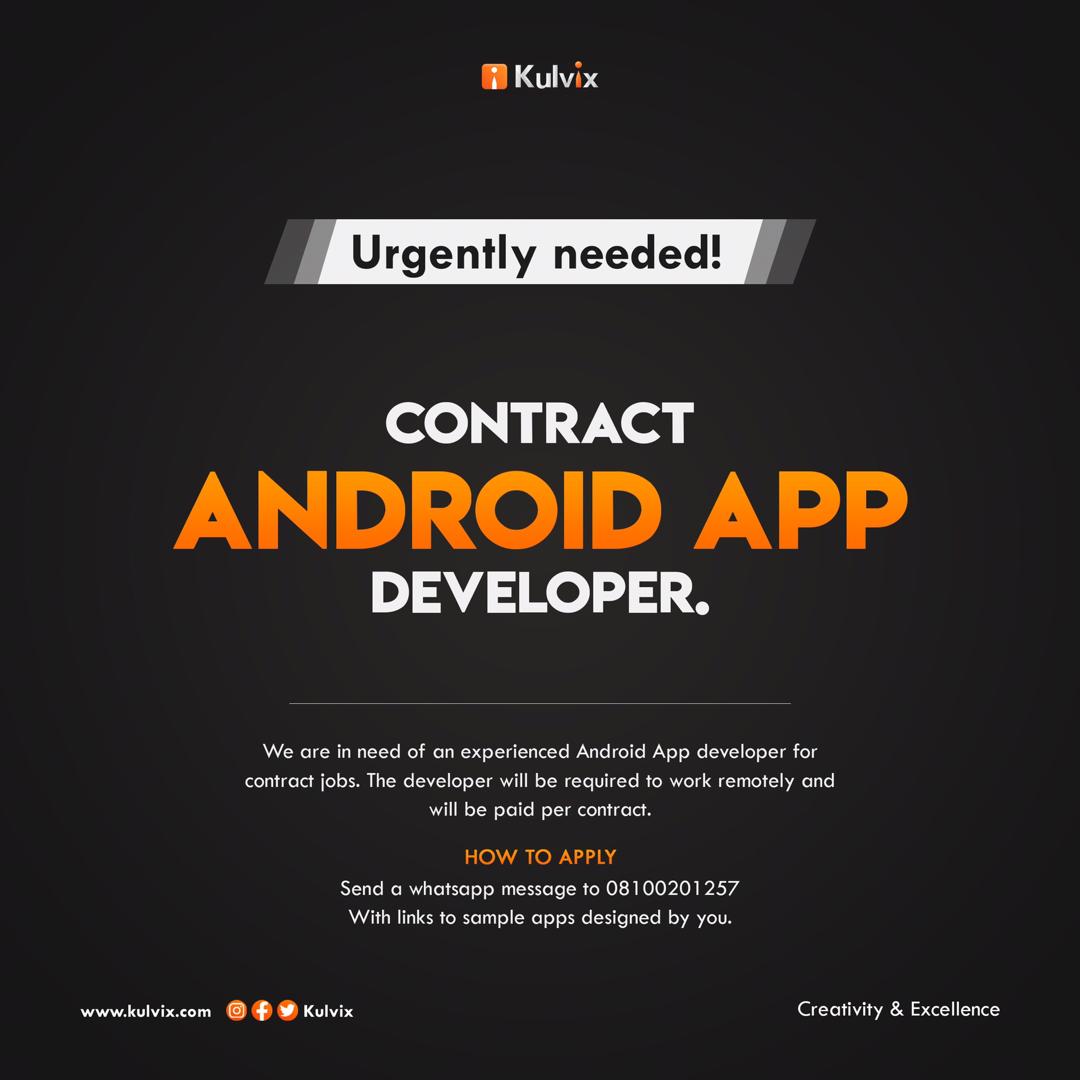 Kulvix
Urgently needed!
CONTRACT
ANDROID APP
DEVELOPER.
We are in need of an experienced Android App developer for
contract jobs. The developer will be required to work remotely and
will be paid per contract.
HOW TO APPLY
Send a whatsapp message to 08100201257
With links to sample apps designed by you.
www.kulvix.com Kulvix
Creativity & Excellence